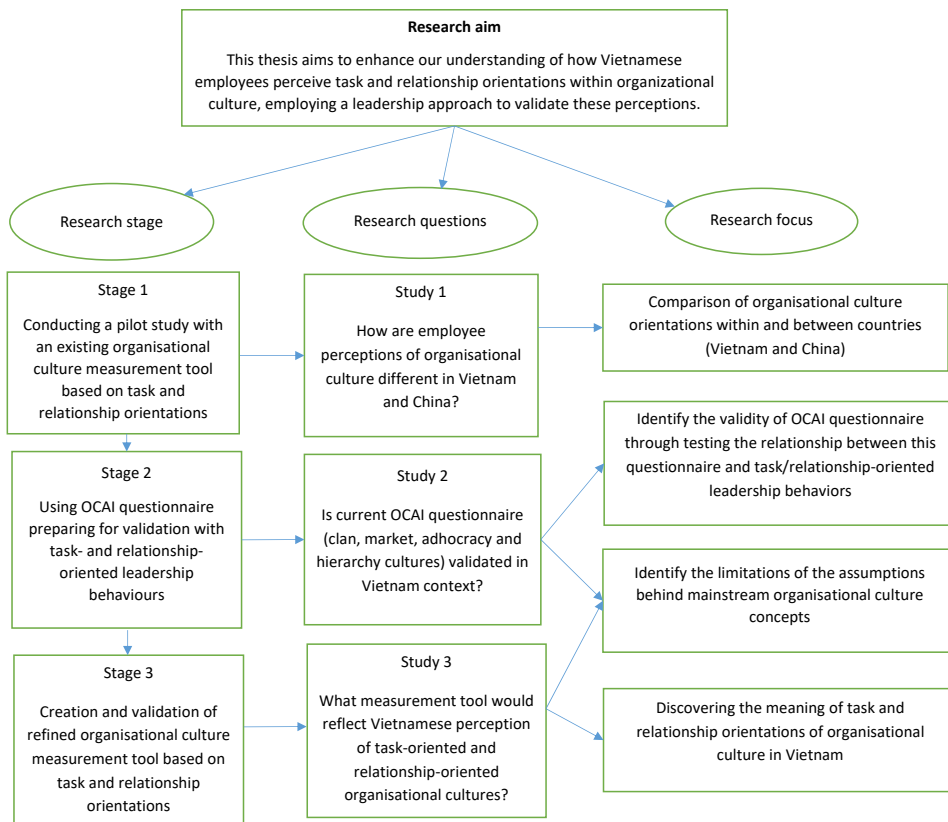 Research aim
This thesis aims to enhance our understanding of how Vietnamese
employees perceive task and relationship orientations within organizational
culture, employing a leadership approach to validate these perceptions.
Research stage
Research questions
Research focus
Stage 1
Conducting a pilot study with
an existing organisational
culture measurement tool
based on task and
relationship orientations
Study 1
How are employee
perceptions of organisational
culture different in Vietnam
and China?
Comparison of organisational culture
orientations within and between countries
(Vietnam and China)
Stage 2
Using OCAI questionnaire
preparing for validation with
task- and relationship-
oriented leadership
behaviours
Study 2
Is current OCAI questionnaire
(clan, market, adhocracy and
hierarchy cultures) validated in
Vietnam context?
Identify the validity of OCAI questionnaire
through testing the relationship between this
questionnaire and task/relationship-oriented
leadership behaviors
Identify the limitations of the assumptions
behind mainstream organisational culture
concepts
Stage 3
Creation and validation of
refined organisational culture
measurement tool based on
task and relationship
orientations
Study 3
What measurement tool would
reflect Vietnamese perception
of task-oriented and
relationship-oriented
organisational cultures?
Discovering the meaning of task and
relationship orientations of organisational
culture in Vietnam